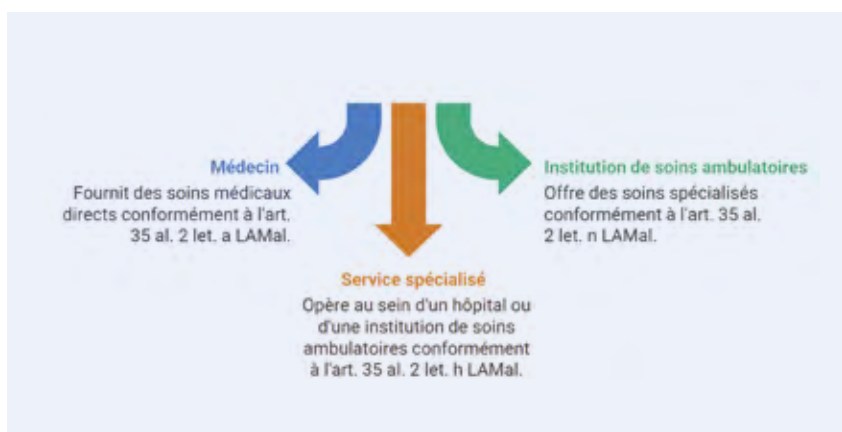 Médecin
Fournit des soins médicaux
directs conformément à l'art.
35 al. 2 let. a LAMal.
Institution de soins ambulatoires
Offre des soins spécialisés
conformément à l'art. 35 al.
2 let. n LAMal.
Service spécialisé
Opère au sein d'un hôpital ou
d'une institution de soins
ambulatoires conformément
à l'art. 35 al. 2 let. h LAMal.